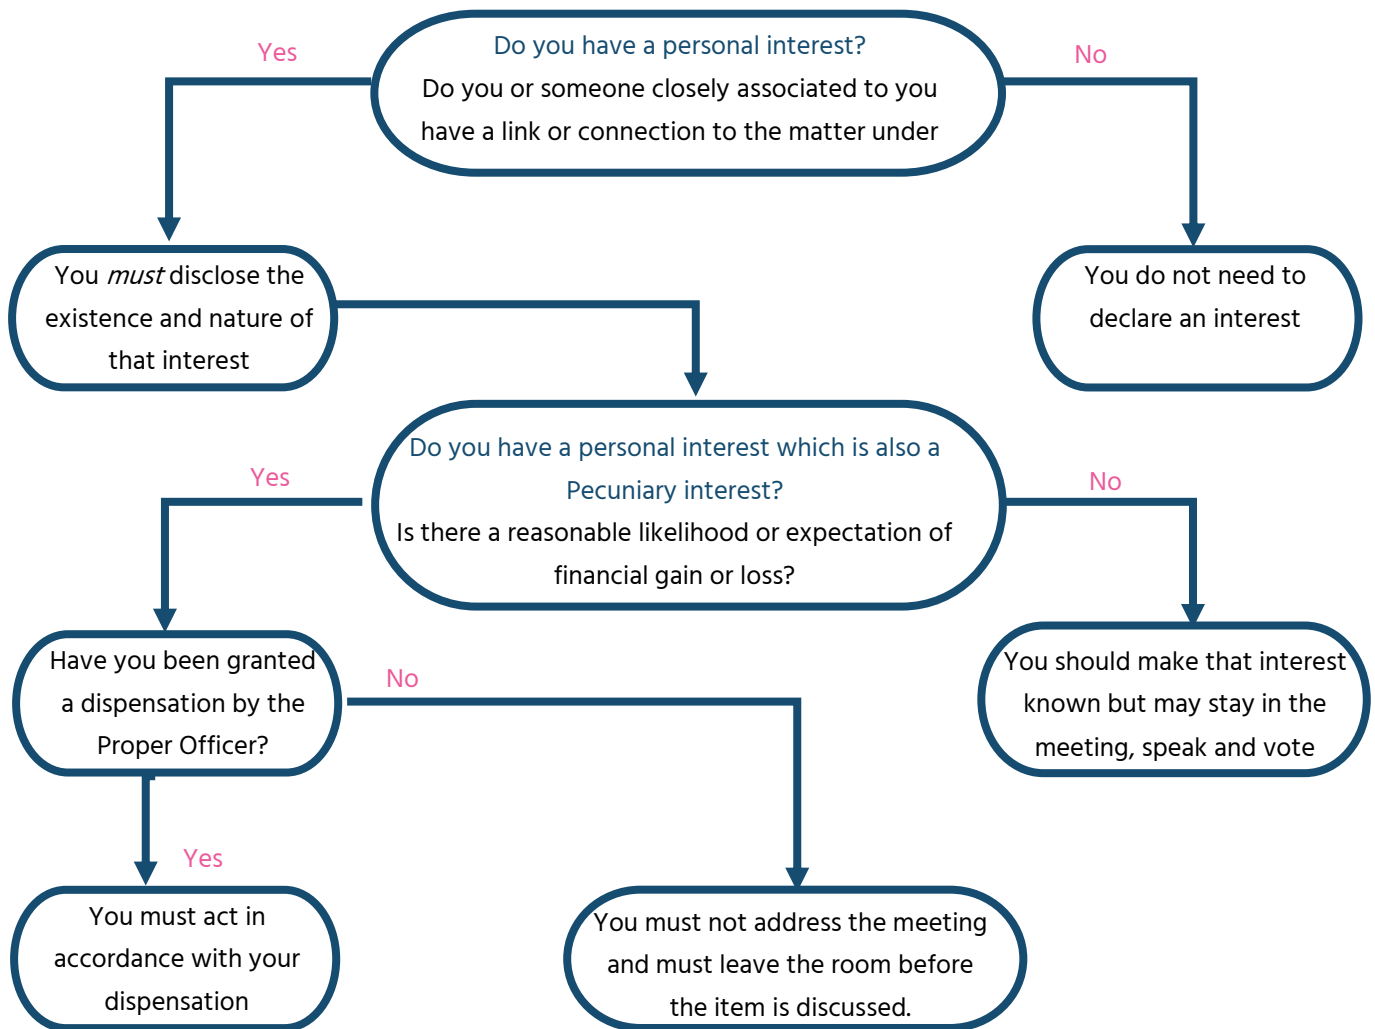 Do you have a personal interest?
Do you or someone closely associated to you
have a link or connection to the matter under
Yes
No
You must disclose the
existence and nature of
that interest
You do not need to
declare an interest
Do you have a personal interest which is also a
Pecuniary interest?
Is there a reasonable likelihood or expectation of
financial gain or loss?
Yes
No
Have you been granted
a dispensation by the
Proper Officer?
You should make that interest
known but may stay in the
meeting, speak and vote
No
Yes
You must act in
accordance with your
dispensation
You must not address the meeting
and must leave the room before
the item is discussed.